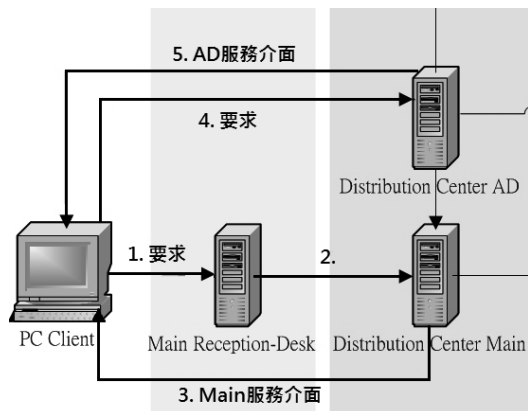 5. AD服務介面
4. 要求
Distribution Center AD
1. 要求
2.
PC Client
Main Reception-Desk
Distribution Center Main
3. Main服務介面